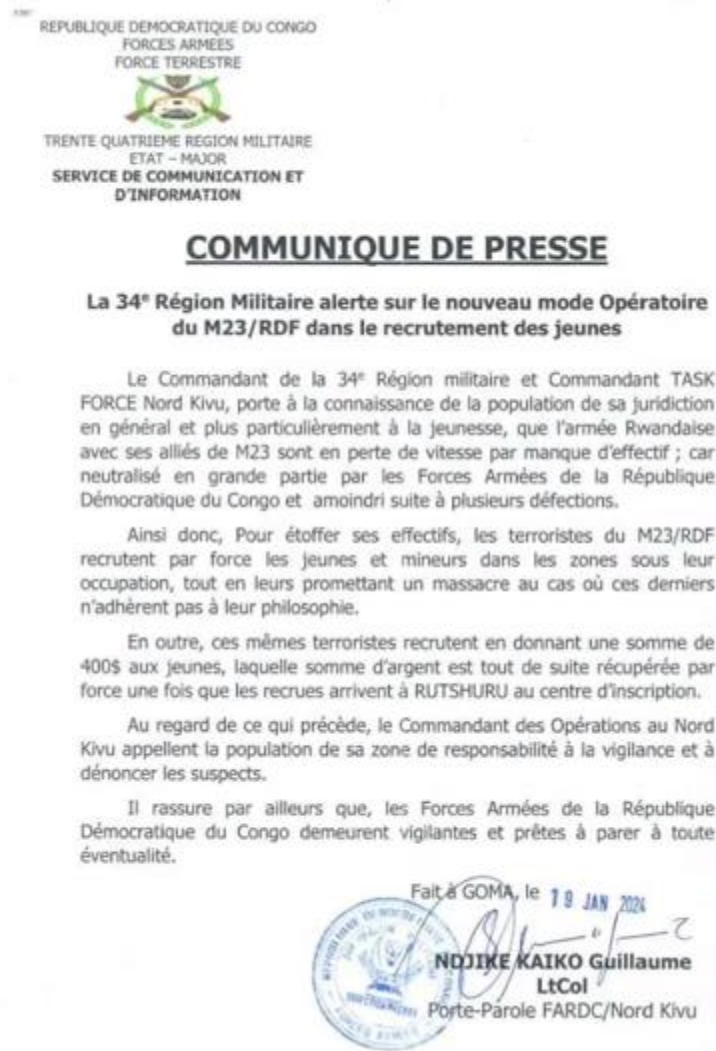 REPUBLIQUE DEMOCRATIQUE DU CONGO
FORCES ARMEES
FORCE TERRESTRE
TRENTE QUATRIEME REGION MILITAIRE
ETAT – MAJOR
SERVICE DE COMMUNICATION ET
D'INFORMATION
COMMUNIQUE DE PRESSE
La 34e Région Militaire alerte sur le nouveau mode Opératoire
du M23/RDF dans le recrutement des jeunes
Le Commandant de la 34e Région militaire et Commandant TASK
FORCE Nord Kivu, porte à la connaissance de la population de sa juridiction
en général et plus particulièrement à la jeunesse, que l'armée Rwandaise
avec ses alliés de M23 sont en perte de vitesse par manque d'effectif ; car
neutralisé en grande partie par les Forces Armées de la République
Démocratique du Congo et amoindri suite à plusieurs défections.
Ainsi donc, Pour étoffer ses effectifs, les terroristes du M23/RDF
recrutent par force les jeunes et mineurs dans les zones sous leur
occupation, tout en leurs promettant un massacre au cas où ces derniers
n'adhèrent pas à leur philosophie.
En outre, ces mêmes terroristes recrutent en donnant une somme de
400$ aux jeunes, laquelle somme d'argent est tout de suite récupérée par
force une fois que les recrues arrivent à RUTSHURU au centre d'inscription.
Au regard de ce qui précède, le Commandant des Opérations au Nord
Kivu appellent la population de sa zone de responsabilité à la vigilance et à
dénoncer les suspects.
Il rassure par ailleurs que, les Forces Armées de la République
Démocratique du Congo demeurent vigilantes et prêtes à parer à toute
éventualité.
Fait à GOMA, le 19 JAN 2024
NDJIKE KAIKO Guillaume
LtCol
Porte-Parole FARDC/Nord Kivu